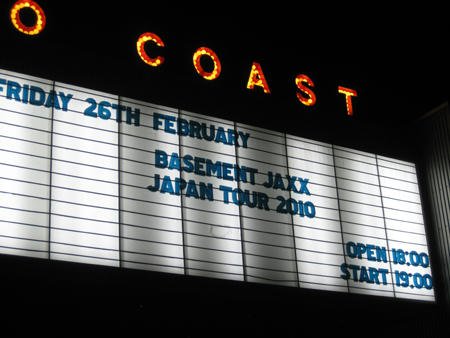 O COAST
FRIDAY 26TH FEBRUARY
BASEMENT JAXX
JAPAN TOUR 2010
OPEN 18:00
START 19:00